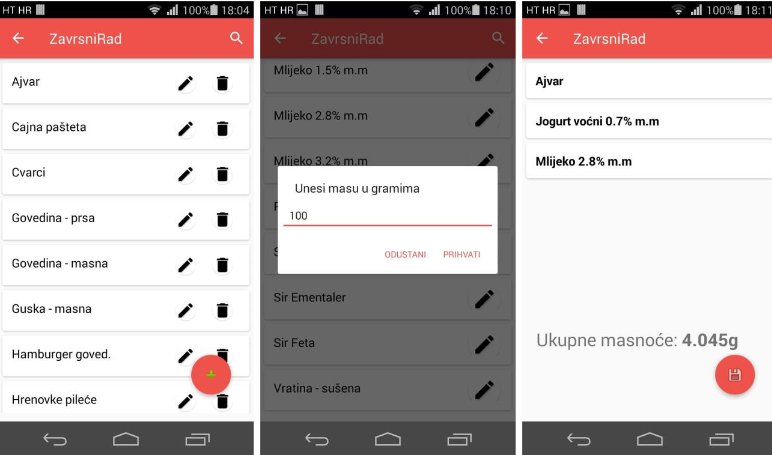 HT HR 100% 18:04
ZavrsniRad
Ajvar
Cajna pašteta
Cvarci
Govedina - prsa
Govedina - masna
Guska - masna
Hamburger goved.
Hrenovke pileće
HT HR 100% 18:10
ZavrsniRad
Mlijeko 1.5% m.m
Mlijeko 2.8% m.m
Mlijeko 3.2% m.m
Unesi masu u gramima
100
ODUSTANI PRIHVATI
Sir Ementaler
Sir Feta
Vratina - sušena
HT HR 100% 18:11
ZavrsniRad
Ajvar
Jogurt voćni 0.7% m.m
Mlijeko 2.8% m.m
Ukupne masnoće: 4.045g